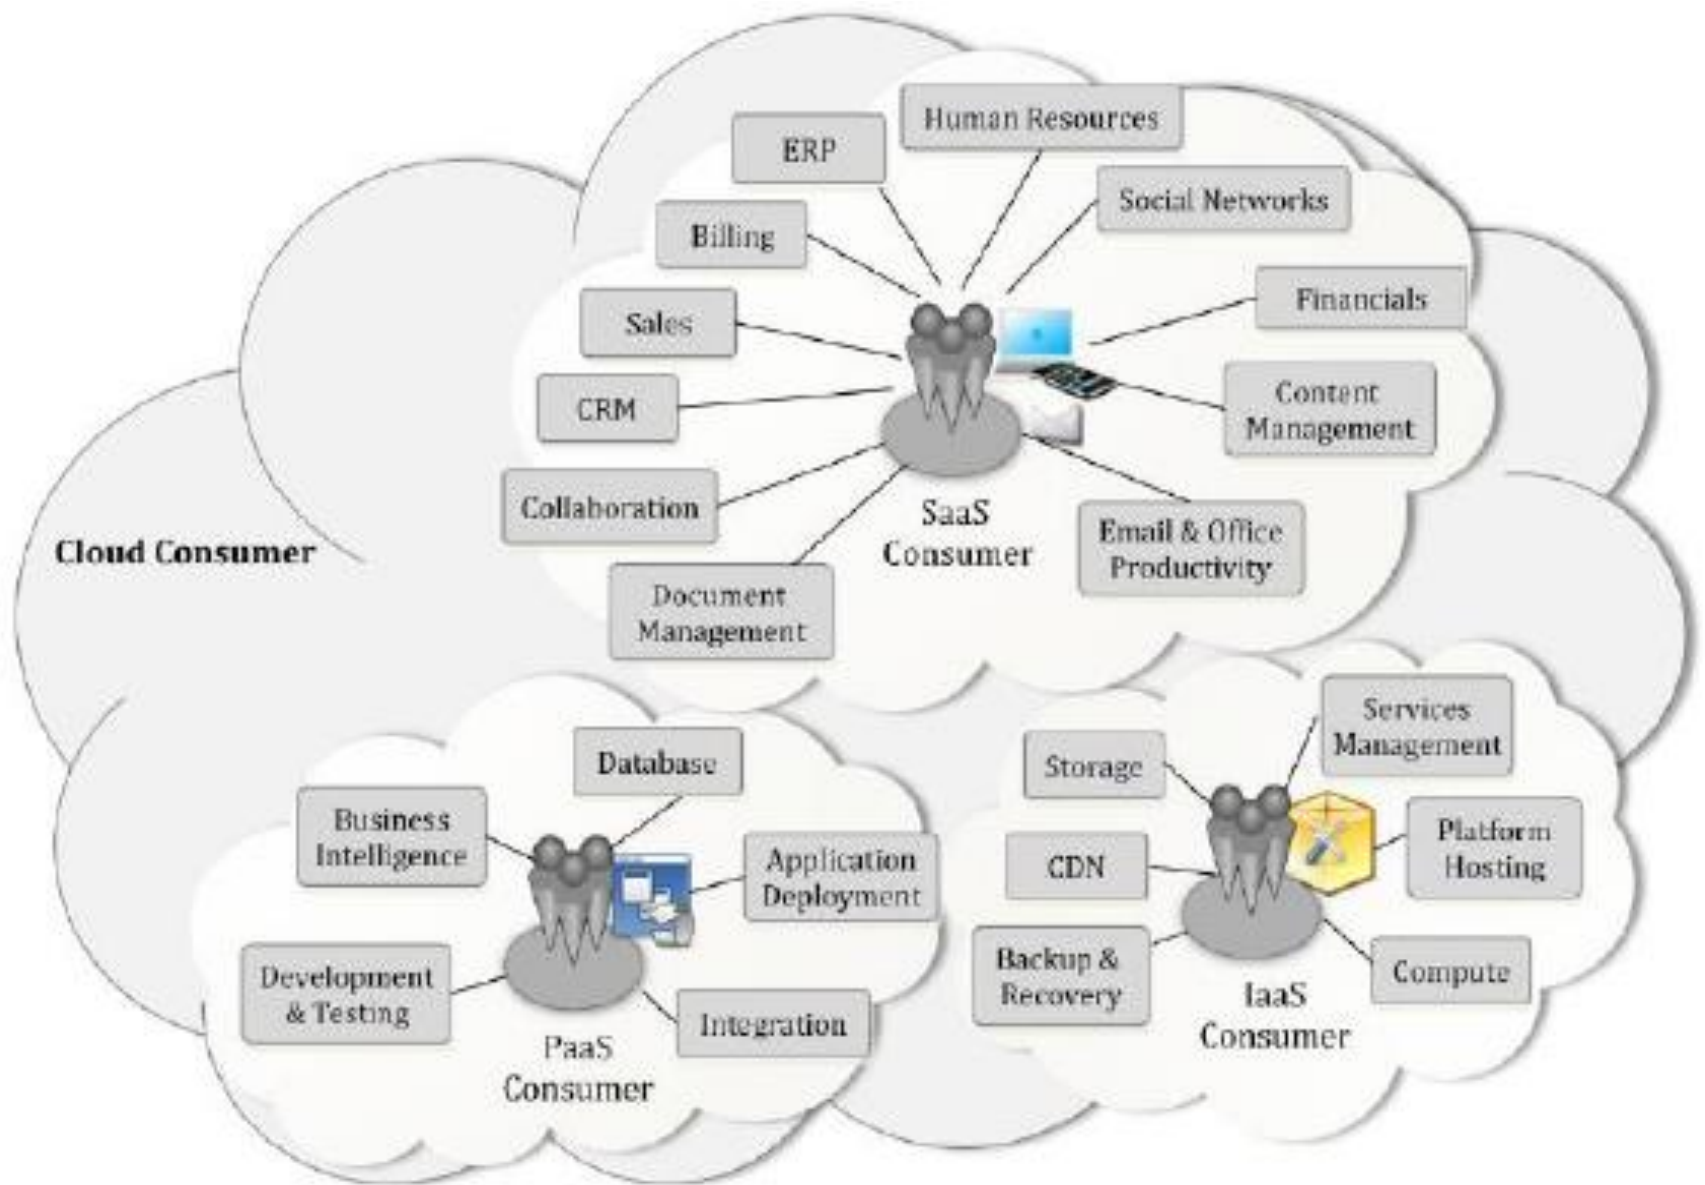 Human Resources
ERP
Social Networks
Billing
Financials
Sales
Content
Management
CRM
Collaboration
SaaS
Consumer
Email & Office
Productivity
Cloud Consumer
Document
Management
Services
Management
Storage
Database
Business
Intelligence
Platform
Hosting
CDN
Application
Deployment
Backup &
Recovery
Compute
Development
& Testing
IaaS
Consumer
Integration
PaaS
Consumer